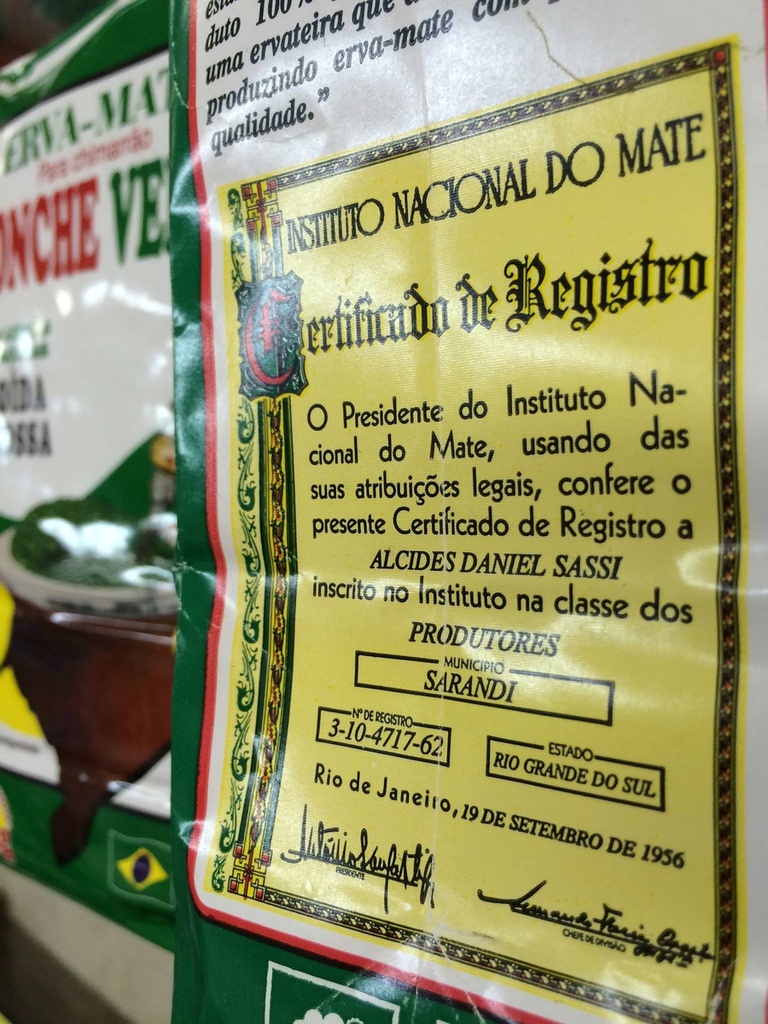 duto 100%
uma ervateira que
produzindo erva-mate com
qualidade.”
INSTITUTO NACIONAL DO MATE
Certificado de Registro
O Presidente do Instituto Na-
cional do Mate, usando das
suas atribuições legais, confere o
presente Certificado de Registro a
ALCIDES DANIEL SASSI
inscrito no Instituto na classe dos
PRODUTORES
MUNICIPIO
SARANDI
Nº DE REGISTRO
3-10-4717-62
ESTADO
RIO GRANDE DO SUL
Rio de Janeiro, 19 DE SETEMBRO DE 1956
PRESIDENTE
CHEFE DE DIVISÃO
ERVA-MAT
Para chimarrão
ONCHE VE